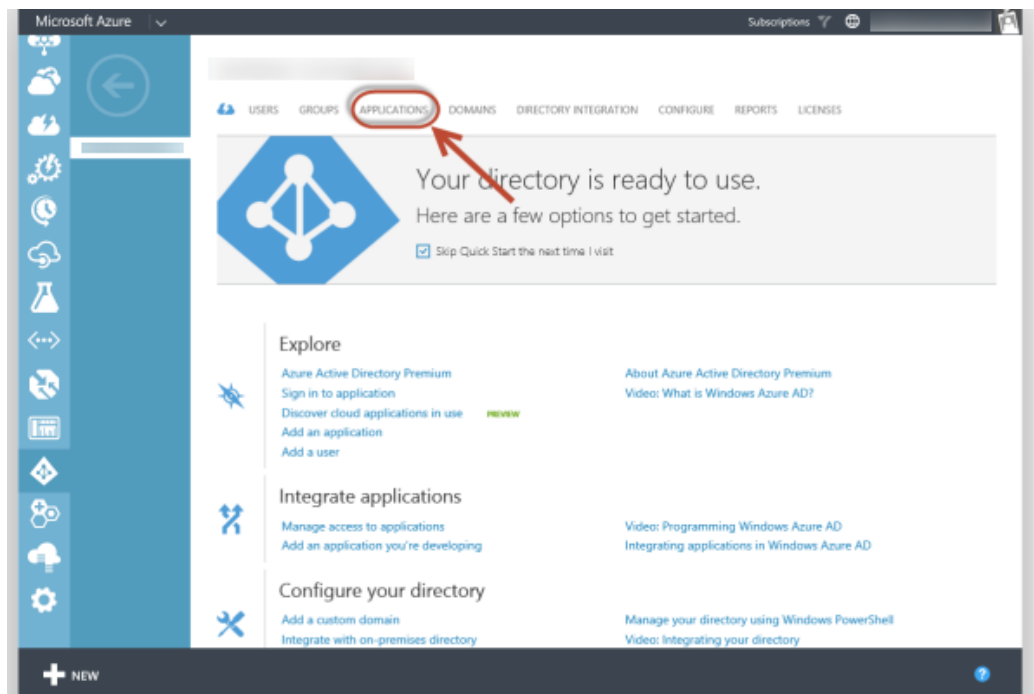 Microsoft Azure
Subscriptions
USERS GROUPS APPLICATIONS DOMAINS DIRECTORY INTEGRATION CONFIGURE REPORTS LICENSES
Your directory is ready to use.
Here are a few options to get started.
Skip Quick Start the next time I visit
Explore
Azure Active Directory Premium
About Azure Active Directory Premium
Sign in to application
Video: What is Windows Azure AD?
Discover cloud applications in use PREVIEW
Add an application
Add a user
Integrate applications
Manage access to applications
Video: Programming Windows Azure AD
Add an application you're developing
Integrating applications in Windows Azure AD
Configure your directory
Add a custom domain
Manage your directory using Windows PowerShell
Integrate with on-premises directory
Video: Integrating your directory
NEW
?